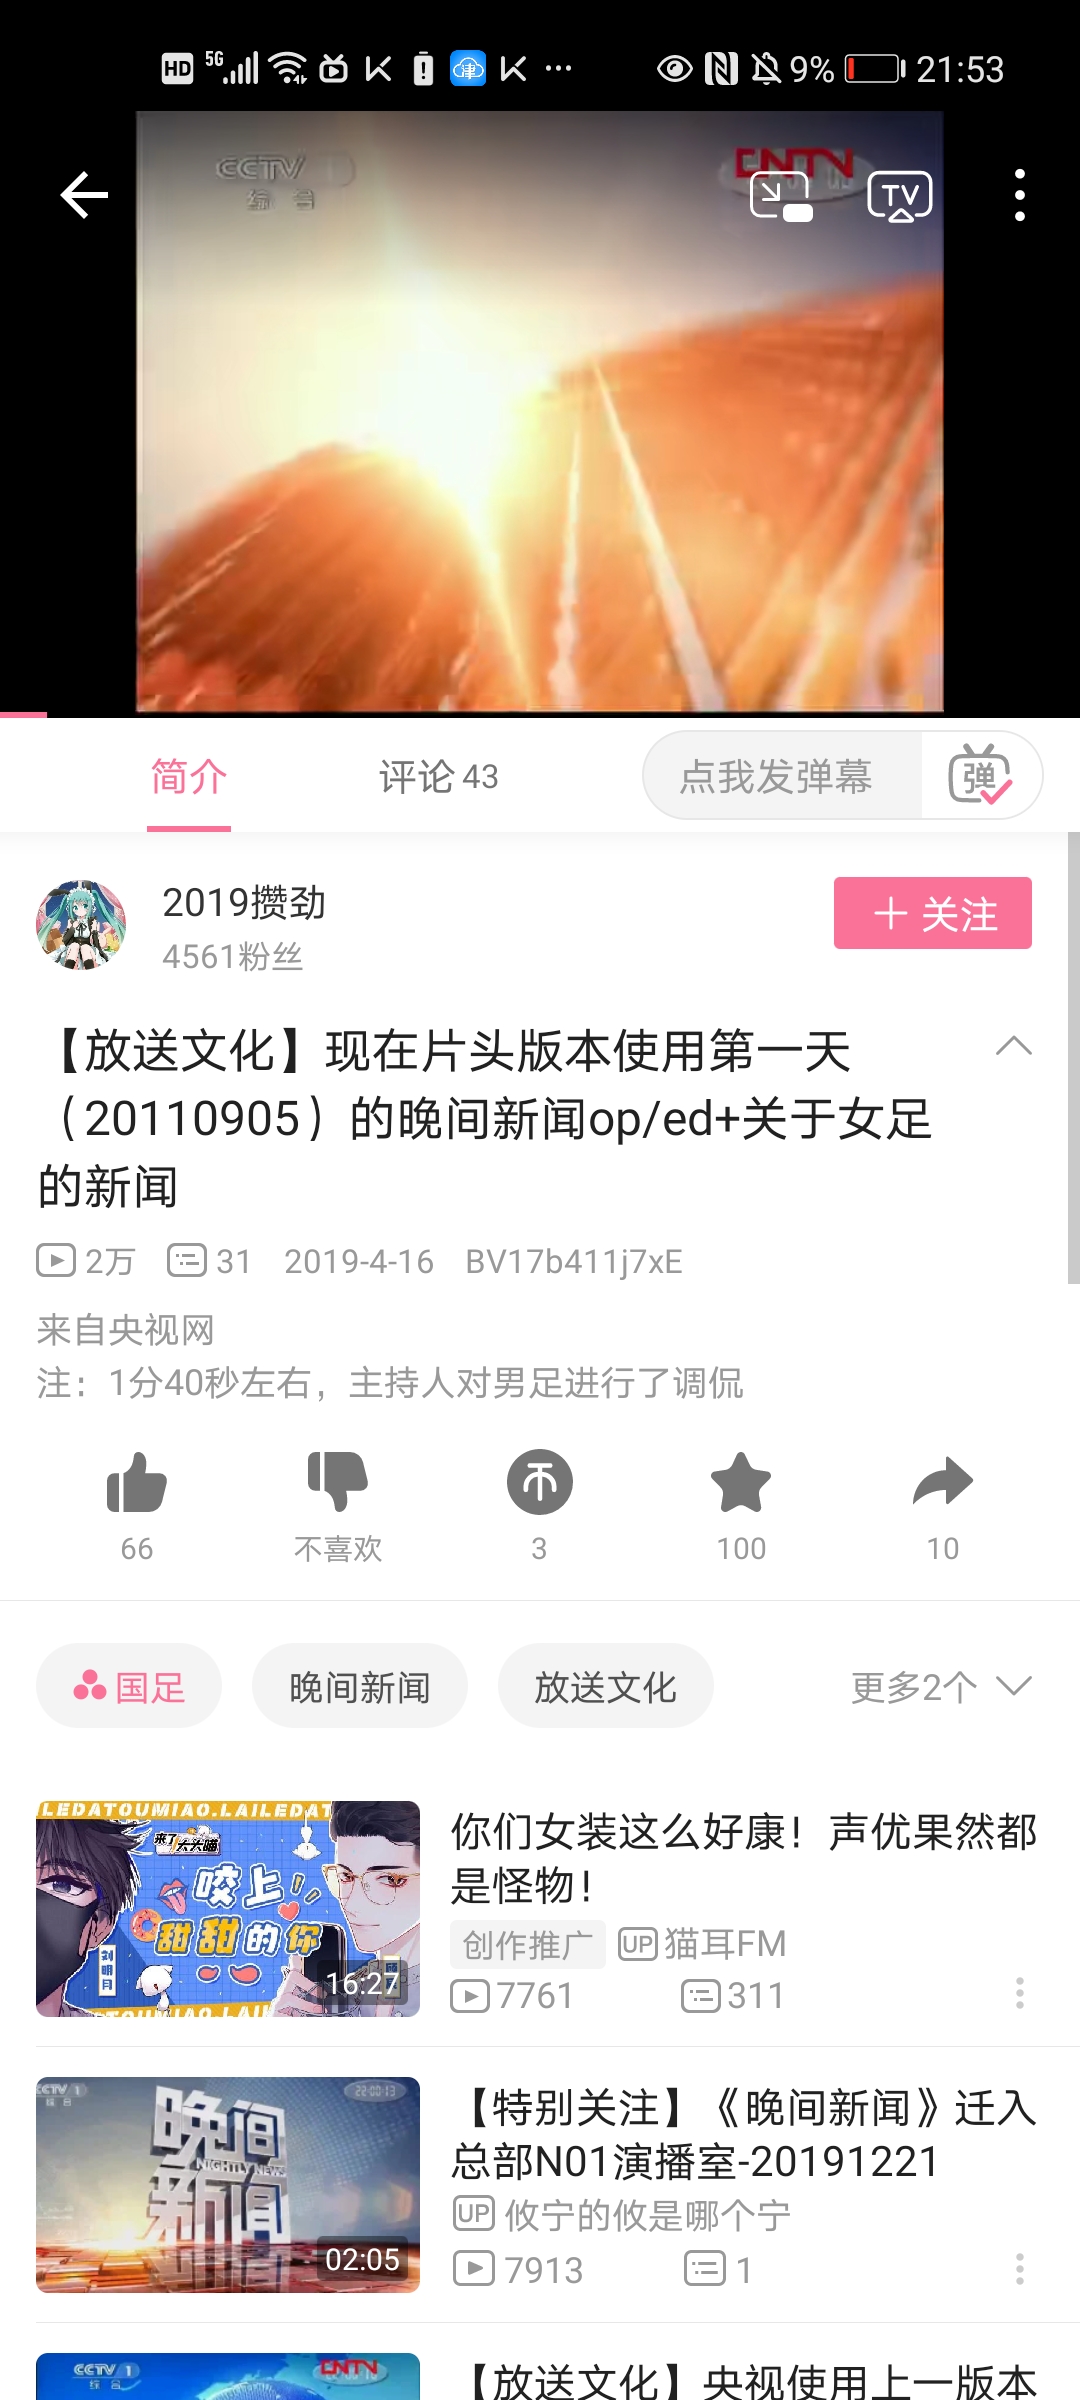 HD 5G 9% 21:53
CCTV 1
综合
CNTV
TV
简介 评论 43 点我发弹幕 弹
2019攒劲
4561粉丝
关注
【放送文化】现在片头版本使用第一天
（20110905）的晚间新闻op/ed+关于女足
的新闻
2万 31 2019-4-16 BV17b411j7xE
来自央视网
注：1分40秒左右，主持人对男足进行了调侃
66 不喜欢 3 100 10
国足 晚间新闻 放送文化 更多2个
LEDATOUMIAO.LAILEDAT
来了大头喵
咬上!!
甜甜的你
刘明月
16:27
你们女装这么好康！声优果然都
是怪物！
创作推广 UP 猫耳FM
7761 311
CCTV 1
综合
22:00:13
晚间
NIGHTLY NEWS
新闻
02:05
【特别关注】《晚间新闻》迁入
总部N01演播室-20191221
UP 攸宁的攸是哪个宁
7913 1
CCTV 1
综合
CNTV
【放送文化】央视使用上一版本